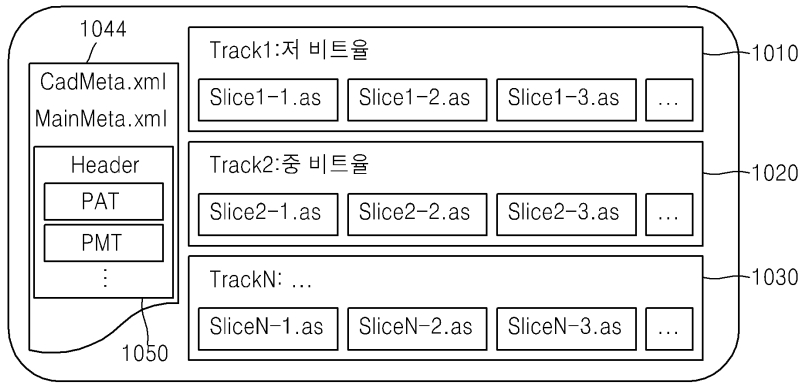 1044
CadMeta.xml
MainMeta.xml
Header
PAT
PMT
⋮
1050
Track1:저 비트율
Slice1-1.as Slice1-2.as Slice1-3.as ...
1010
Track2:중 비트율
Slice2-1.as Slice2-2.as Slice2-3.as ...
1020
TrackN: ...
SliceN-1.as SliceN-2.as SliceN-3.as ...
1030